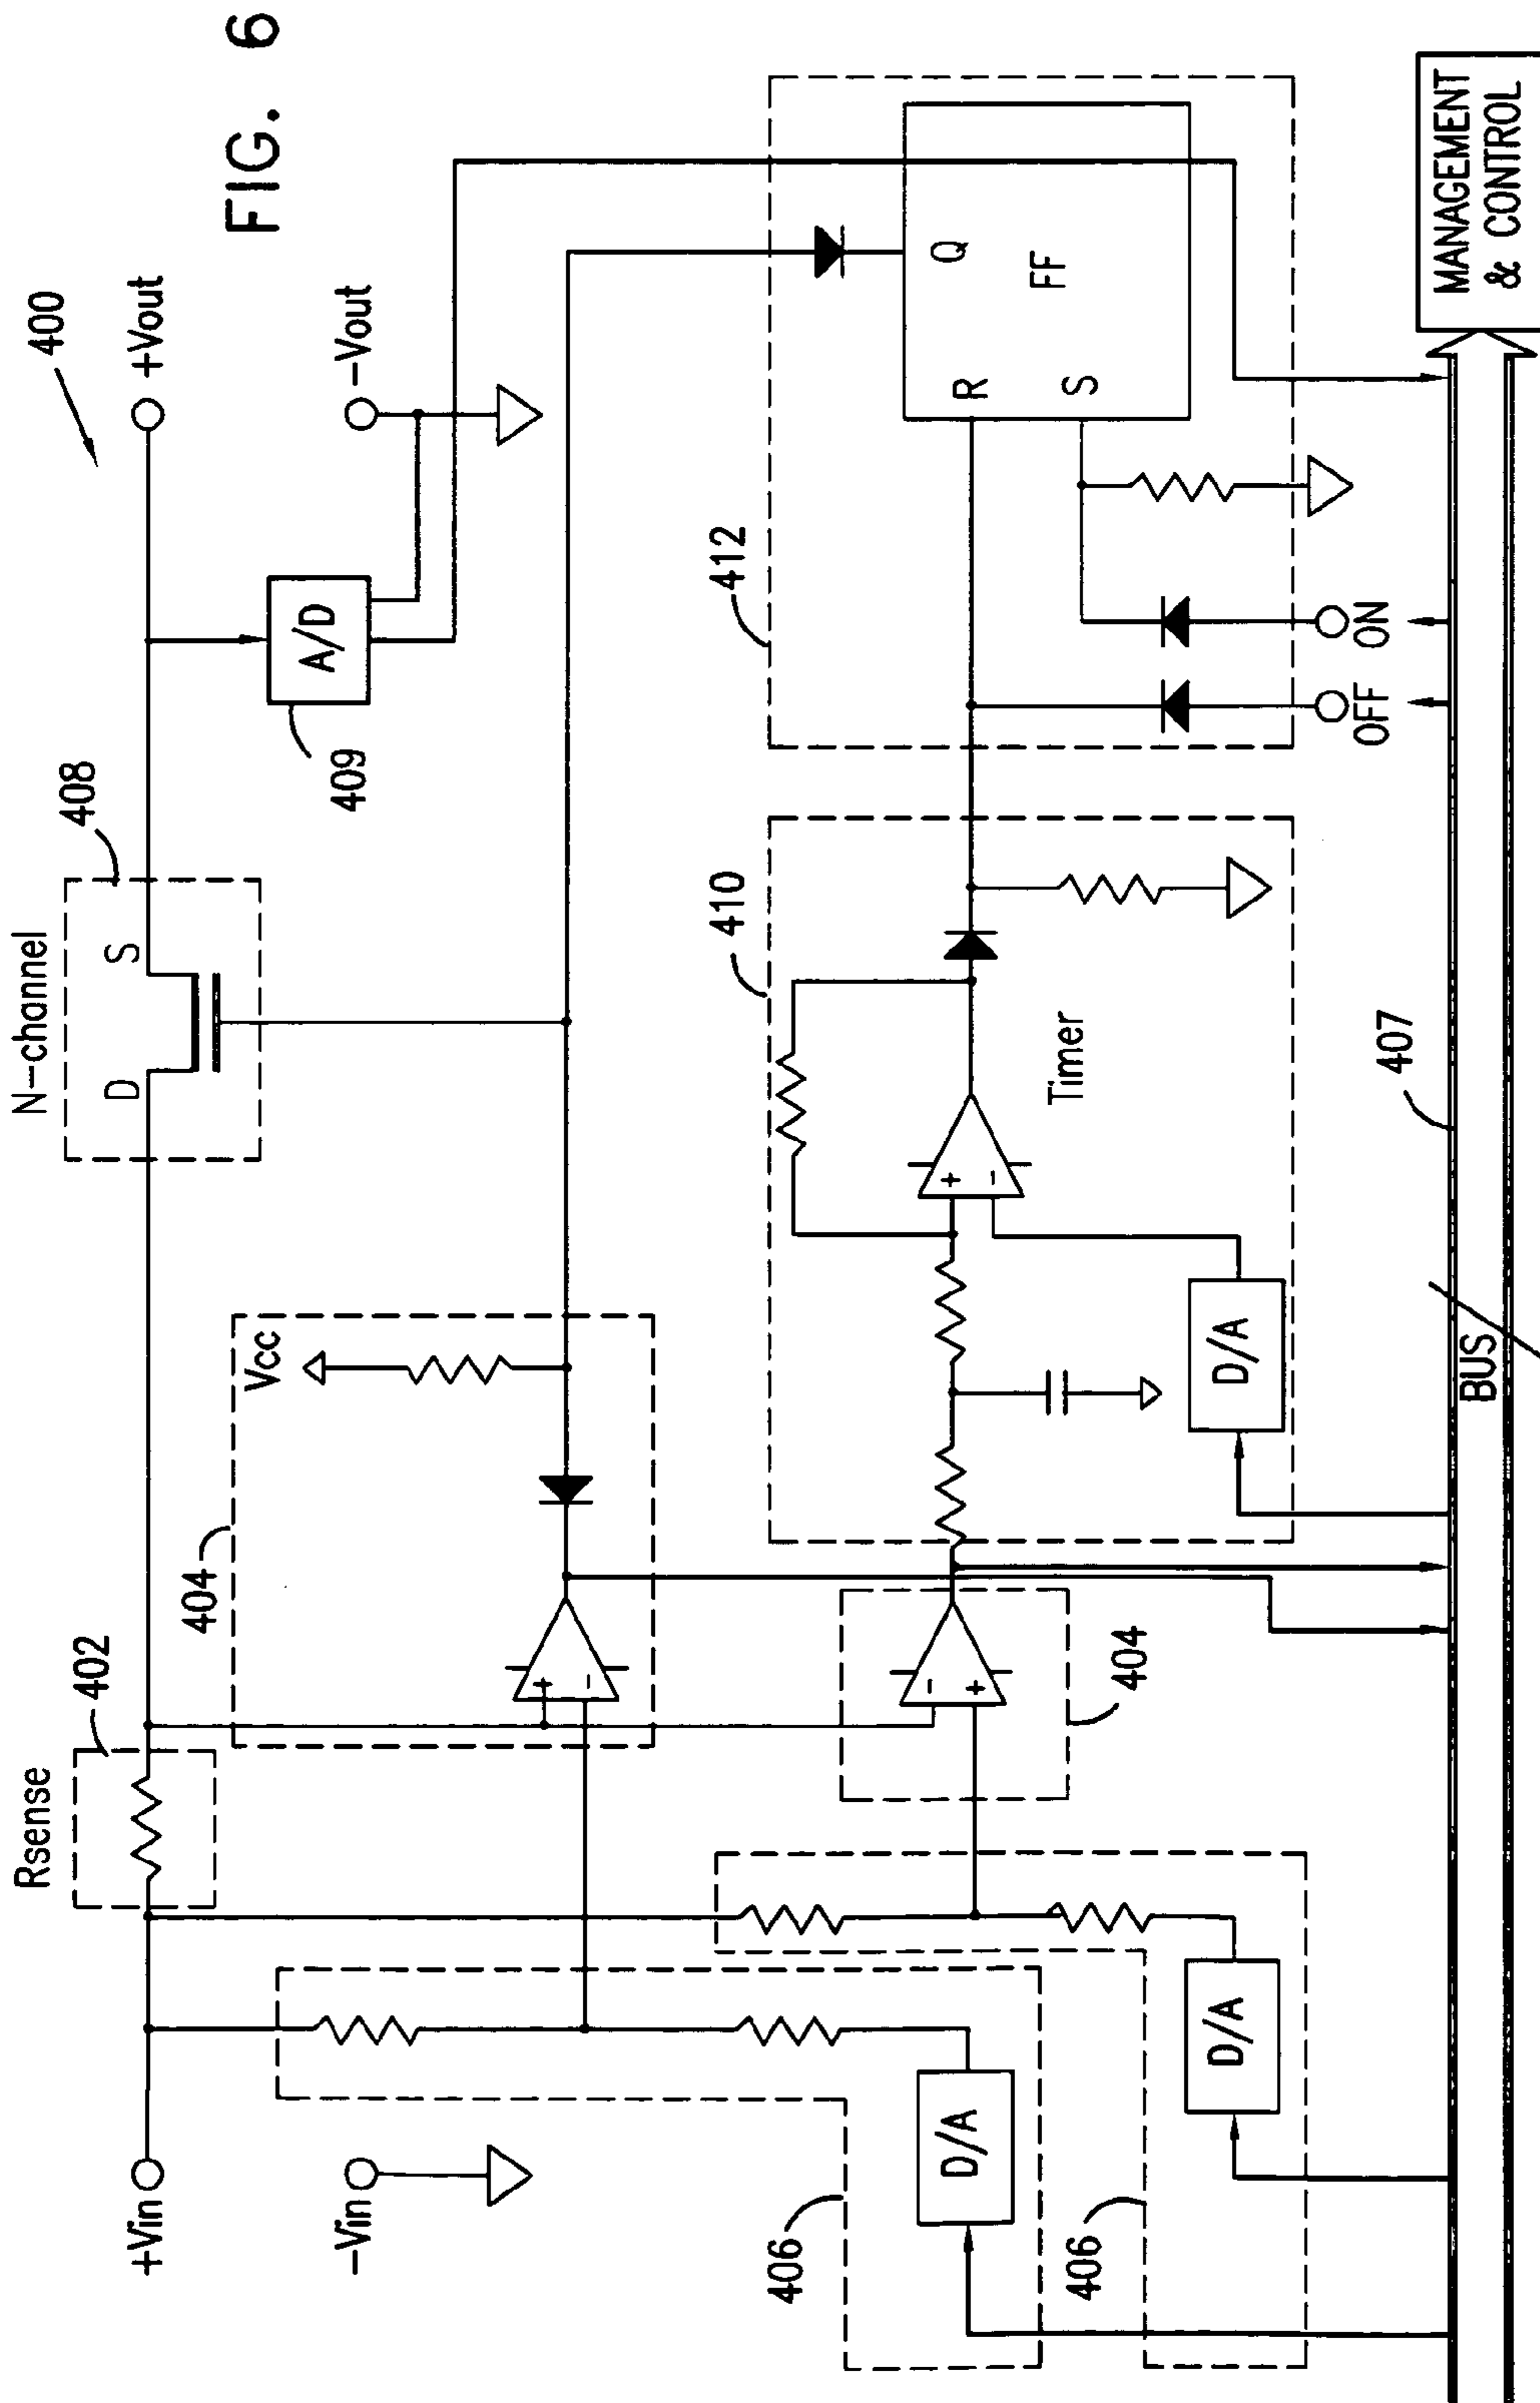 FIG. 6
400
N-channel
408
D
S
+Vout
-Vout
A/D
409
Rsense
402
+Vin
-Vin
404
Vcc
+
-
406
D/A
406
D/A
-
+
404
410
+
-
Timer
D/A
412
Q
FF
R
S
OFF
ON
407
BUS
MANAGEMENT
& CONTROL